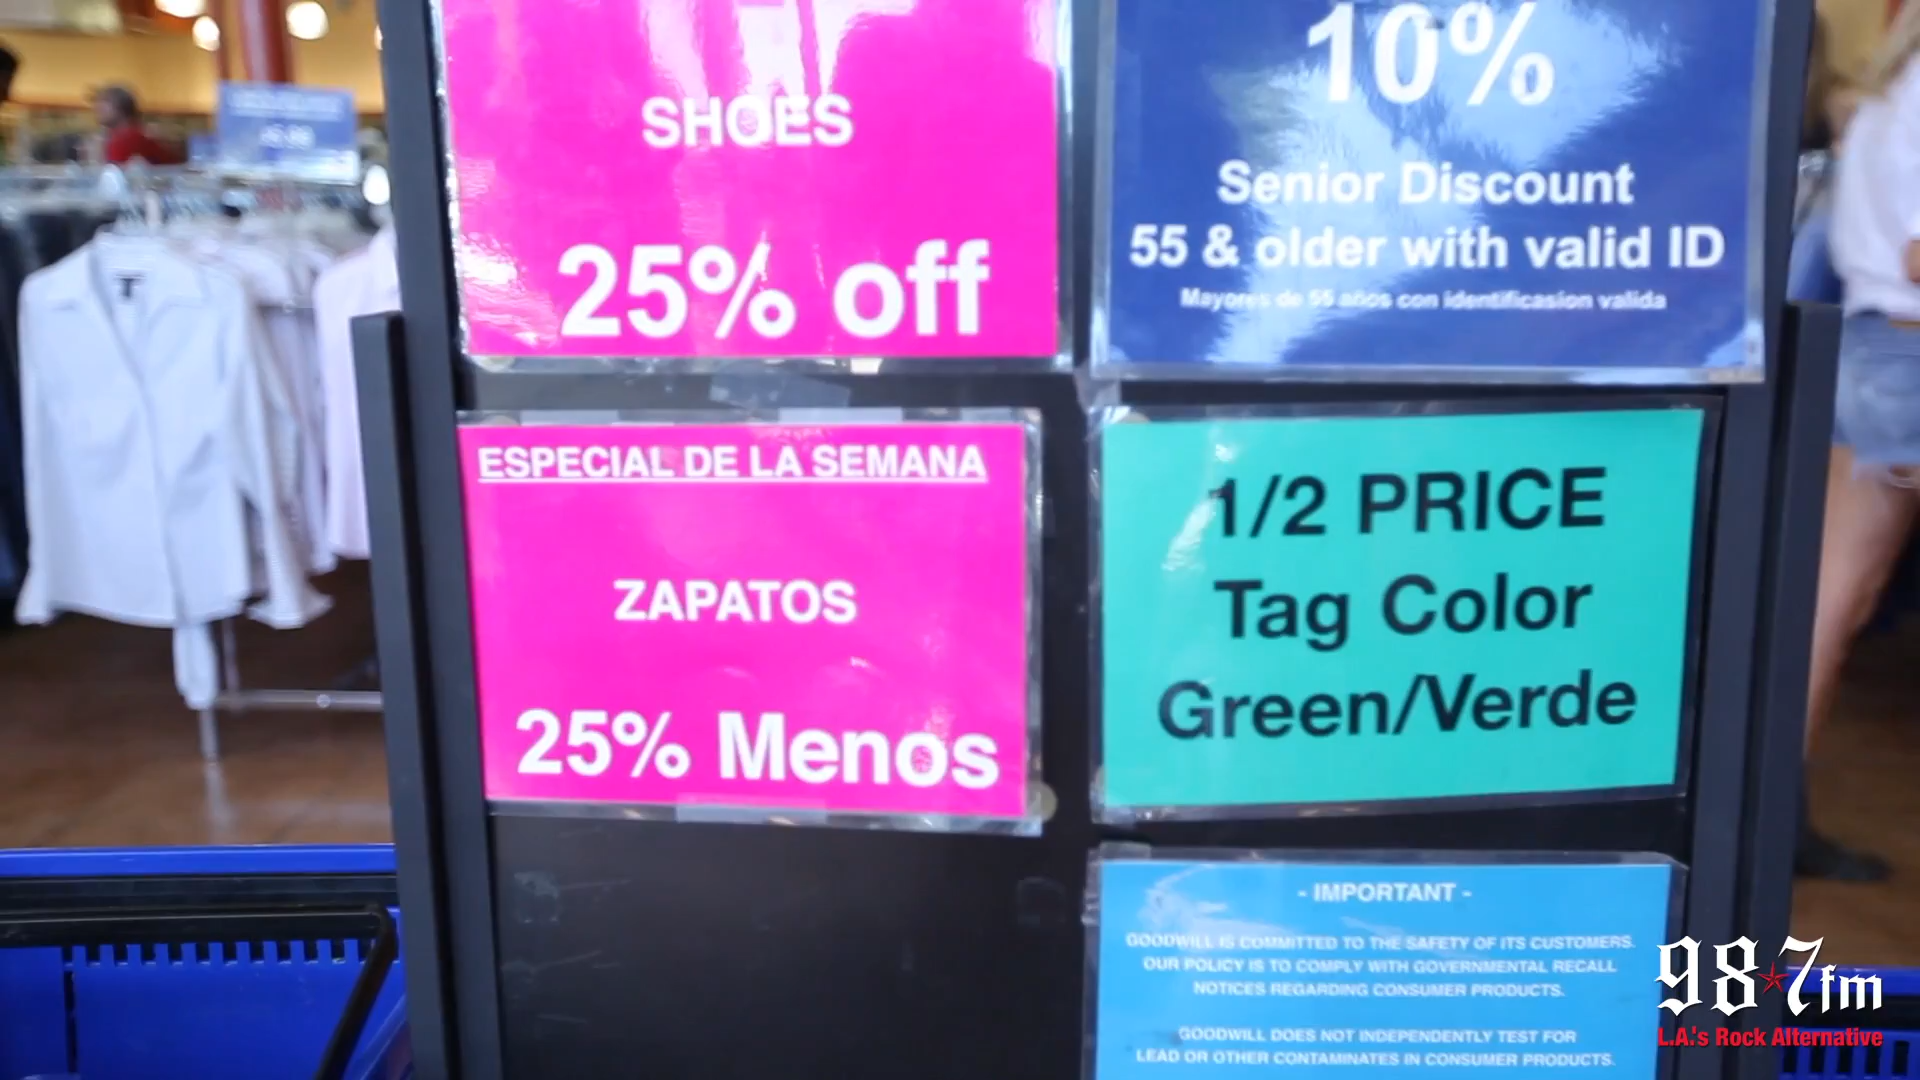 SHOES
25% off
10%
Senior Discount
55 & older with valid ID
Mayores de 55 años con identificasion valida
ESPECIAL DE LA SEMANA
ZAPATOS
25% Menos
1/2 PRICE
Tag Color
Green/Verde
- IMPORTANT -
GOODWILL IS COMMITTED TO THE SAFETY OF ITS CUSTOMERS.
OUR POLICY IS TO COMPLY WITH GOVERNMENTAL RECALL
NOTICES REGARDING CONSUMER PRODUCTS.
GOODWILL DOES NOT INDEPENDENTLY TEST FOR
LEAD OR OTHER CONTAMINATES IN CONSUMER PRODUCTS.
98.7fm
L.A.'s Rock Alternative